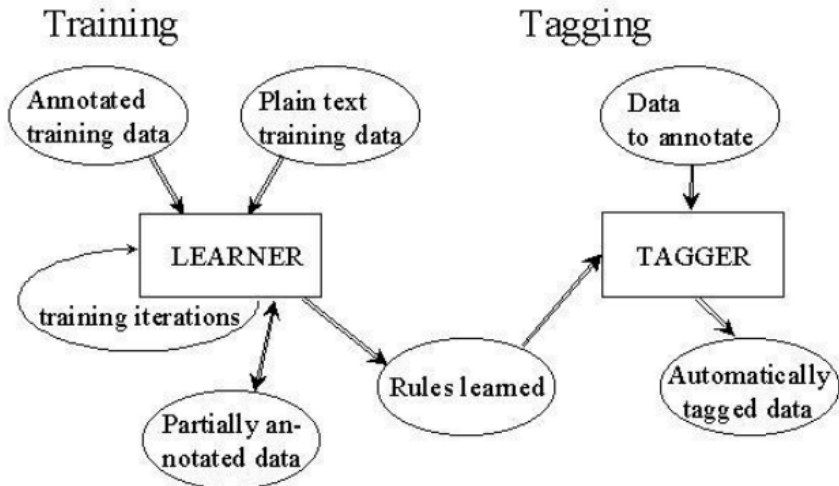 Training
Tagging
Annotated
training data
Plain text
training data
Data
to annotate
LEARNER
TAGGER
training iterations
Rules learned
Partially an-
notated data
Automatically
tagged data